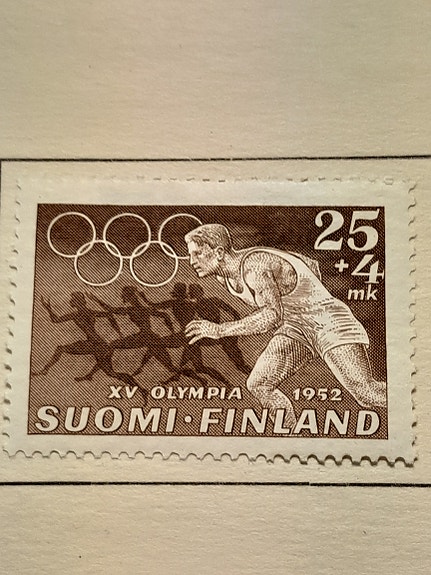 25
+4
mk
XV OLYMPIA 1952
SUOMI·FINLAND